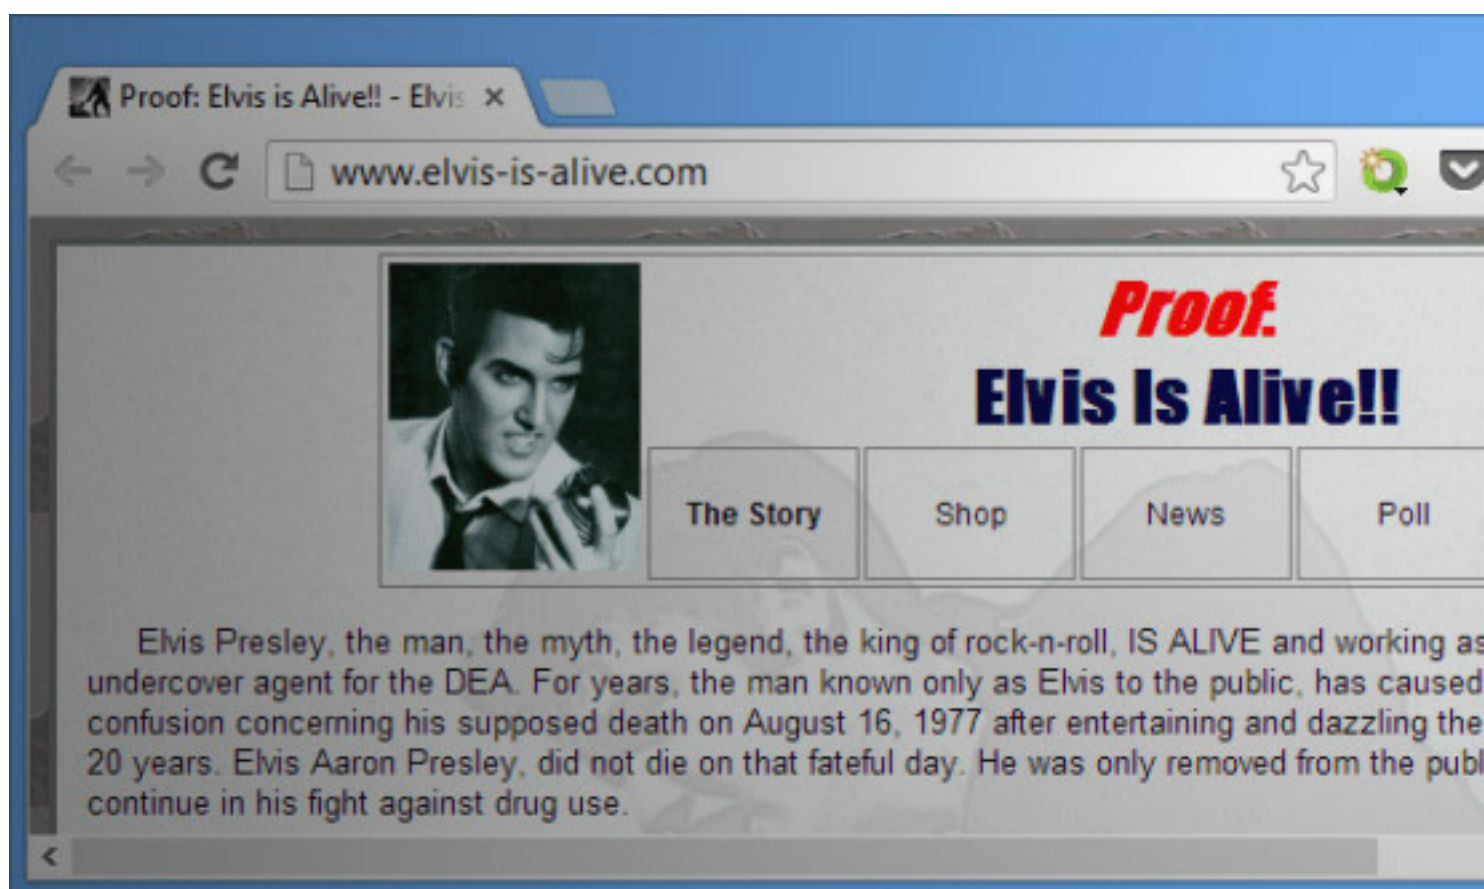 Proof: Elvis is Alive!! - Elvis
www.elvis-is-alive.com
Proof:
Elvis Is Alive!!
The Story Shop News Poll
Elvis Presley, the man, the myth, the legend, the king of rock-n-roll, IS ALIVE and working as
undercover agent for the DEA. For years, the man known only as Elvis to the public, has caused
confusion concerning his supposed death on August 16, 1977 after entertaining and dazzling the
20 years. Elvis Aaron Presley, did not die on that fateful day. He was only removed from the publ
continue in his fight against drug use.